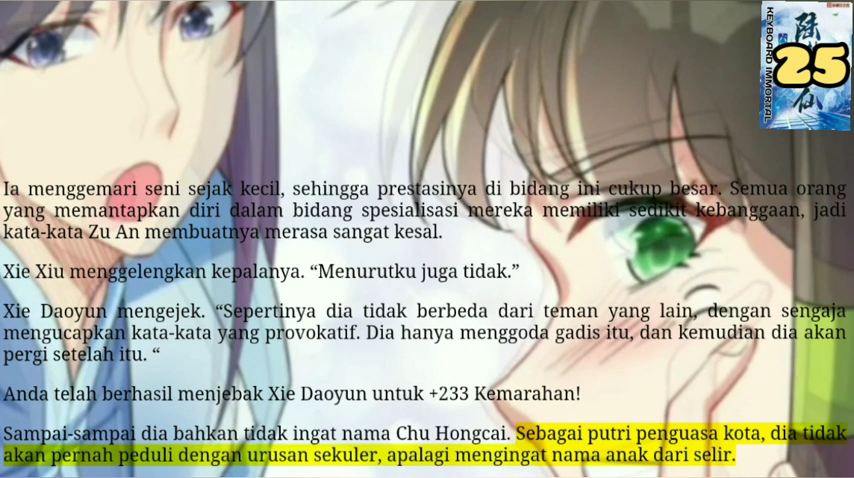 KEYBOARD IMMORTAL
25
Ia menggemari seni sejak kecil, sehingga prestasinya di bidang ini cukup besar. Semua orang
yang memantapkan diri dalam bidang spesialisasi mereka memiliki sedikit kebanggaan, jadi
kata-kata Zu An membuatnya merasa sangat kesal.
Xie Xiu menggelengkan kepalanya. “Menurutku juga tidak.”
Xie Daoyun mengejek. “Sepertinya dia tidak berbeda dari teman yang lain, dengan sengaja
mengucapkan kata-kata yang provokatif. Dia hanya menggoda gadis itu, dan kemudian dia akan
pergi setelah itu. “
Anda telah berhasil menjebak Xie Daoyun untuk +233 Kemarahan!
Sampai-sampai dia bahkan tidak ingat nama Chu Hongcai. Sebagai putri penguasa kota, dia tidak
akan pernah peduli dengan urusan sekuler, apalagi mengingat nama anak dari selir.